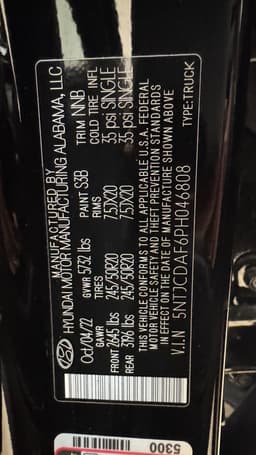 MANUFACTURED BY
HYUNDAI MOTOR MANUFACTURING ALABAMA, LLC
Oct/04/22 GVWR 5732 lbs PAINT S3B TRIM NNB
GAWR TIRES RIMS COLD TIRE INFL
FRONT 2645 lbs 245/50R20 7.5JX20 35 psi SINGLE
REAR 3196 lbs 245/50R20 7.5JX20 35 psi SINGLE
THIS VEHICLE CONFORMS TO ALL APPLICABLE U.S.A. FEDERAL
MOTOR VEHICLE SAFETY AND THEFT PREVENTION STANDARDS
IN EFFECT ON THE DATE OF MANUFACTURE SHOWN ABOVE
V.I.N 5NTJCDAF6PH046808 TYPE:TRUCK
5300